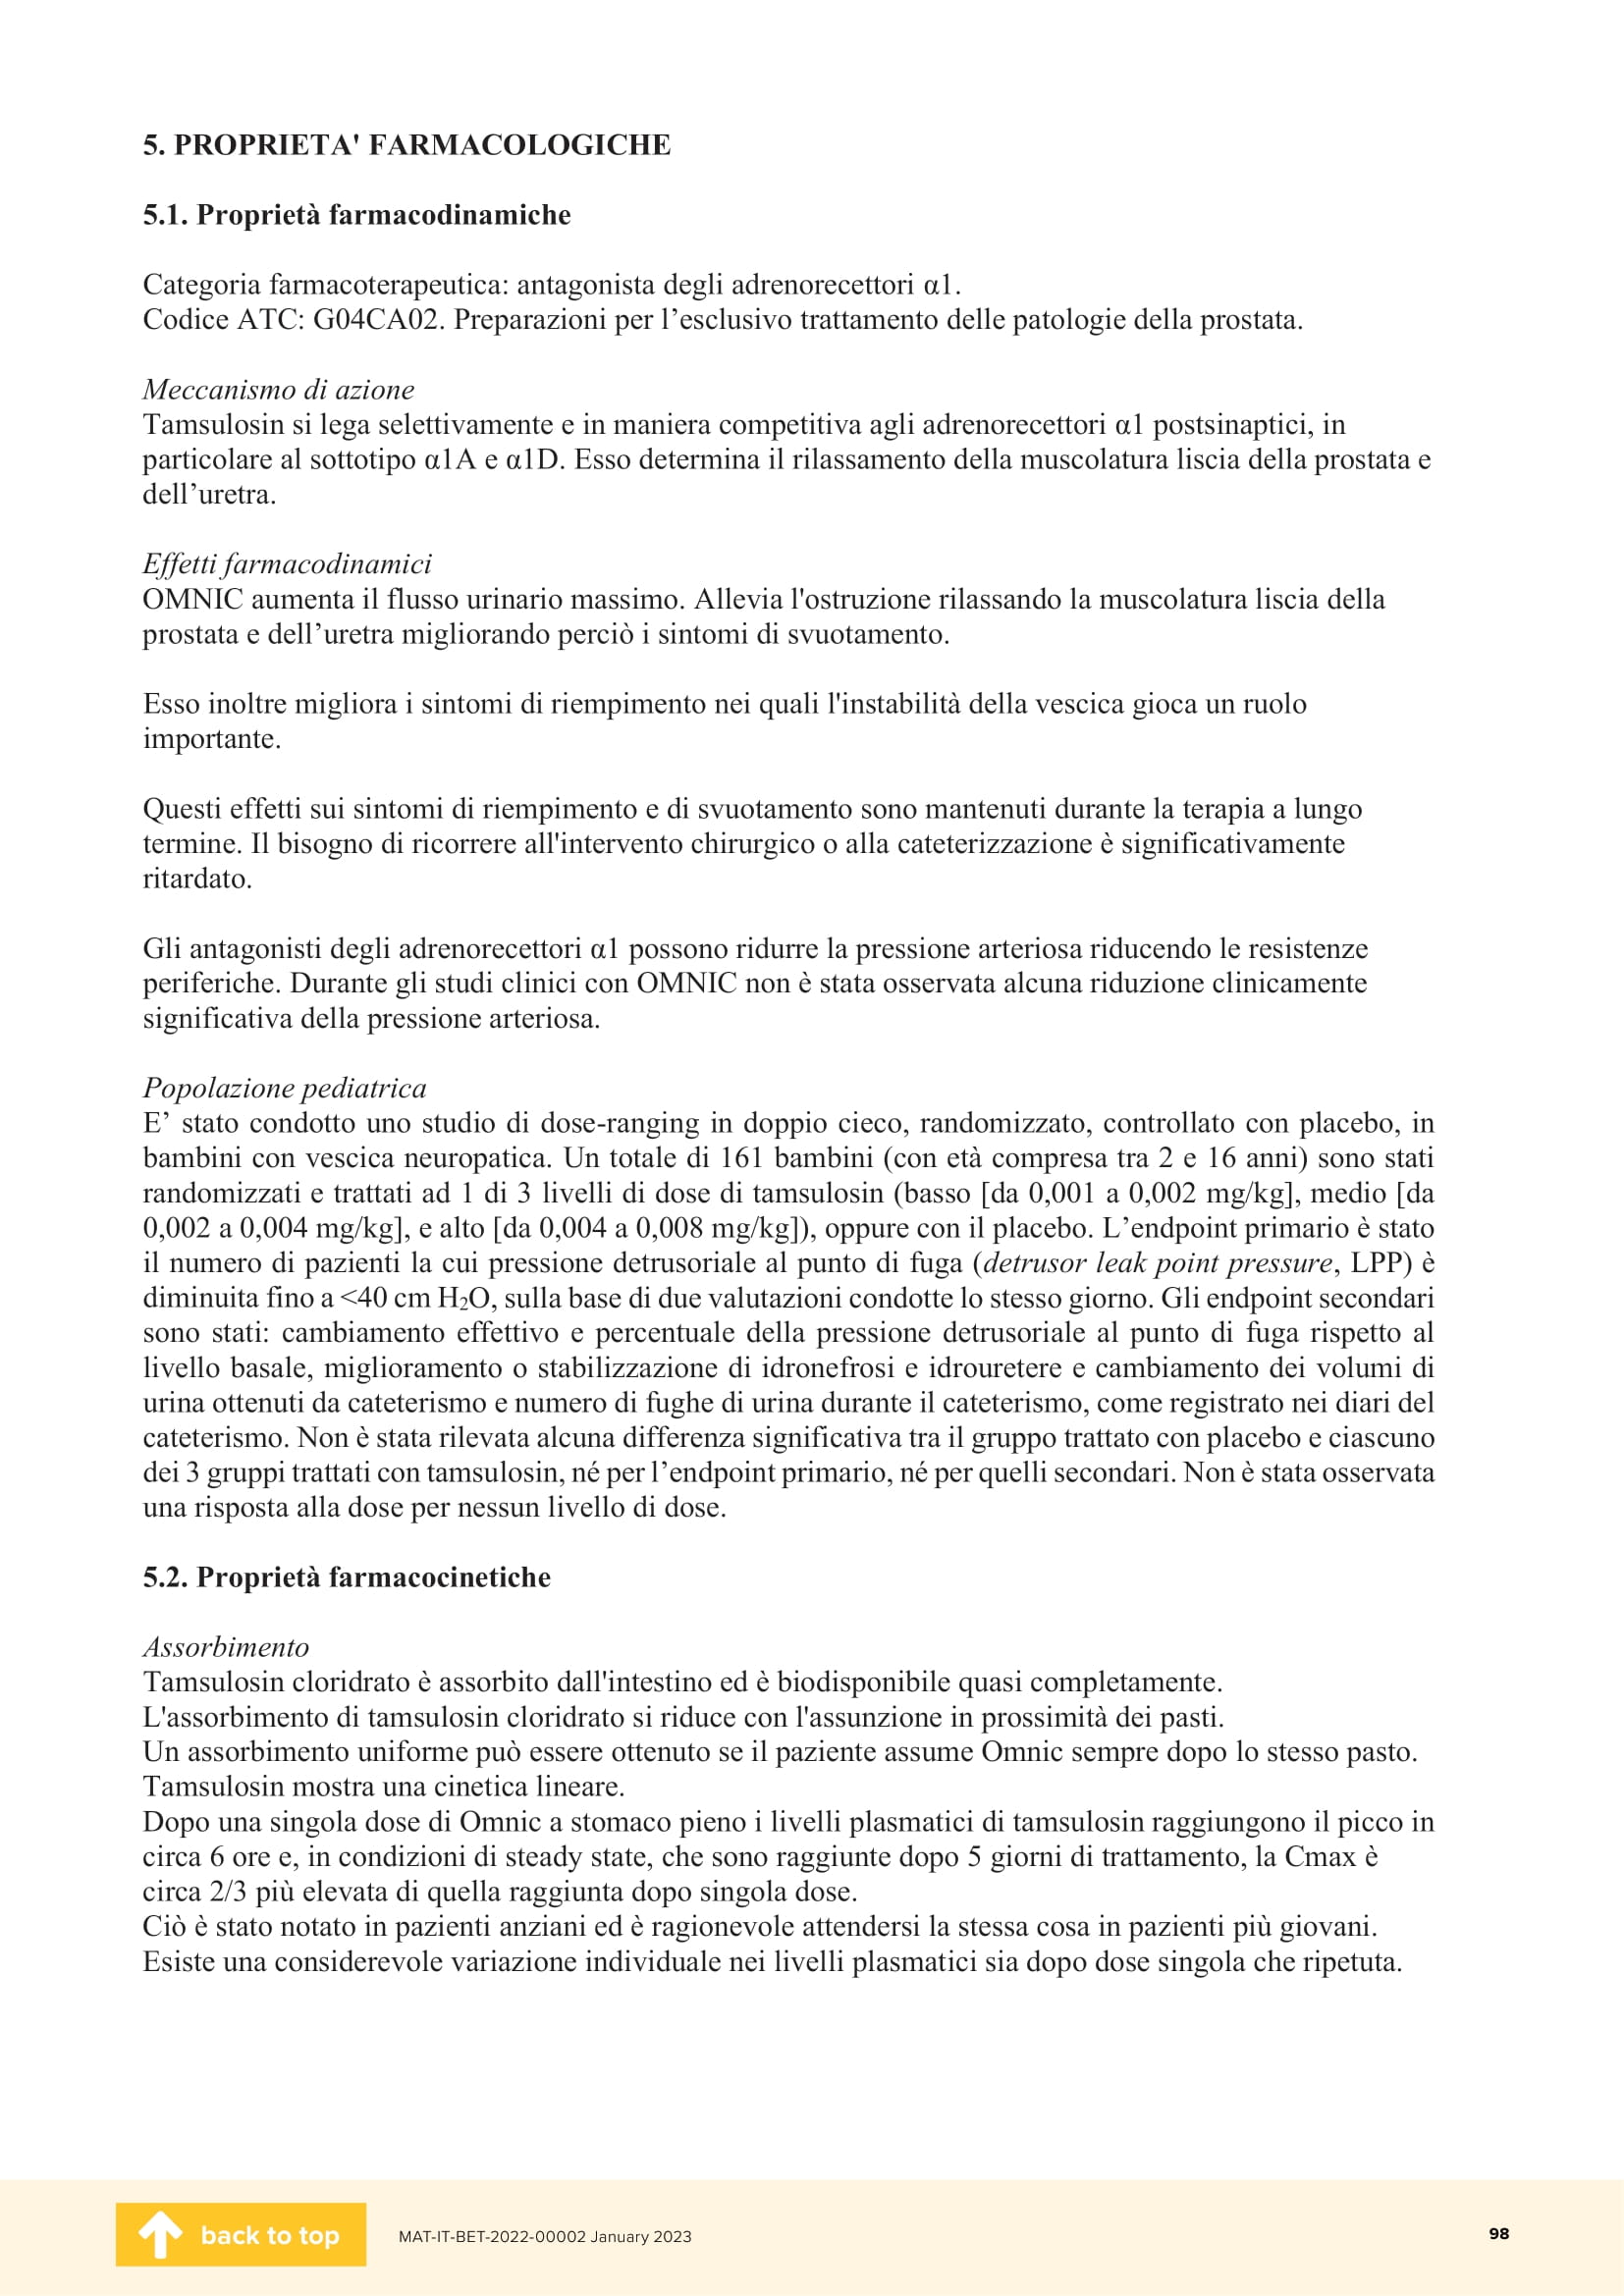 5. PROPRIETA' FARMACOLOGICHE
5.1. Proprietà farmacodinamiche
Categoria farmacoterapeutica: antagonista degli adrenorecettori α1.
Codice ATC: G04CA02. Preparazioni per l’esclusivo trattamento delle patologie della prostata.
Meccanismo di azione
Tamsulosin si lega selettivamente e in maniera competitiva agli adrenorecettori α1 postsinaptici, in
particolare al sottotipo α1A e α1D. Esso determina il rilassamento della muscolatura liscia della prostata e
dell’uretra.
Effetti farmacodinamici
OMNIC aumenta il flusso urinario massimo. Allevia l'ostruzione rilassando la muscolatura liscia della
prostata e dell’uretra migliorando perciò i sintomi di svuotamento.
Esso inoltre migliora i sintomi di riempimento nei quali l'instabilità della vescica gioca un ruolo
importante.
Questi effetti sui sintomi di riempimento e di svuotamento sono mantenuti durante la terapia a lungo
termine. Il bisogno di ricorrere all'intervento chirurgico o alla cateterizzazione è significativamente
ritardato.
Gli antagonisti degli adrenorecettori α1 possono ridurre la pressione arteriosa riducendo le resistenze
periferiche. Durante gli studi clinici con OMNIC non è stata osservata alcuna riduzione clinicamente
significativa della pressione arteriosa.
Popolazione pediatrica
E’ stato condotto uno studio di dose-ranging in doppio cieco, randomizzato, controllato con placebo, in
bambini con vescica neuropatica. Un totale di 161 bambini (con età compresa tra 2 e 16 anni) sono stati
randomizzati e trattati ad 1 di 3 livelli di dose di tamsulosin (basso [da 0,001 a 0,002 mg/kg], medio [da
0,002 a 0,004 mg/kg], e alto [da 0,004 a 0,008 mg/kg]), oppure con il placebo. L’endpoint primario è stato
il numero di pazienti la cui pressione detrusoriale al punto di fuga (detrusor leak point pressure, LPP) è
diminuita fino a <40 cm H₂O, sulla base di due valutazioni condotte lo stesso giorno. Gli endpoint secondari
sono stati: cambiamento effettivo e percentuale della pressione detrusoriale al punto di fuga rispetto al
livello basale, miglioramento o stabilizzazione di idronefrosi e idrouretere e cambiamento dei volumi di
urina ottenuti da cateterismo e numero di fughe di urina durante il cateterismo, come registrato nei diari del
cateterismo. Non è stata rilevata alcuna differenza significativa tra il gruppo trattato con placebo e ciascuno
dei 3 gruppi trattati con tamsulosin, né per l’endpoint primario, né per quelli secondari. Non è stata osservata
una risposta alla dose per nessun livello di dose.
5.2. Proprietà farmacocinetiche
Assorbimento
Tamsulosin cloridrato è assorbito dall'intestino ed è biodisponibile quasi completamente.
L'assorbimento di tamsulosin cloridrato si riduce con l'assunzione in prossimità dei pasti.
Un assorbimento uniforme può essere ottenuto se il paziente assume Omnic sempre dopo lo stesso pasto.
Tamsulosin mostra una cinetica lineare.
Dopo una singola dose di Omnic a stomaco pieno i livelli plasmatici di tamsulosin raggiungono il picco in
circa 6 ore e, in condizioni di steady state, che sono raggiunte dopo 5 giorni di trattamento, la Cmax è
circa 2/3 più elevata di quella raggiunta dopo singola dose.
Ciò è stato notato in pazienti anziani ed è ragionevole attendersi la stessa cosa in pazienti più giovani.
Esiste una considerevole variazione individuale nei livelli plasmatici sia dopo dose singola che ripetuta.
back to top
MAT-IT-BET-2022-00002 January 2023
98